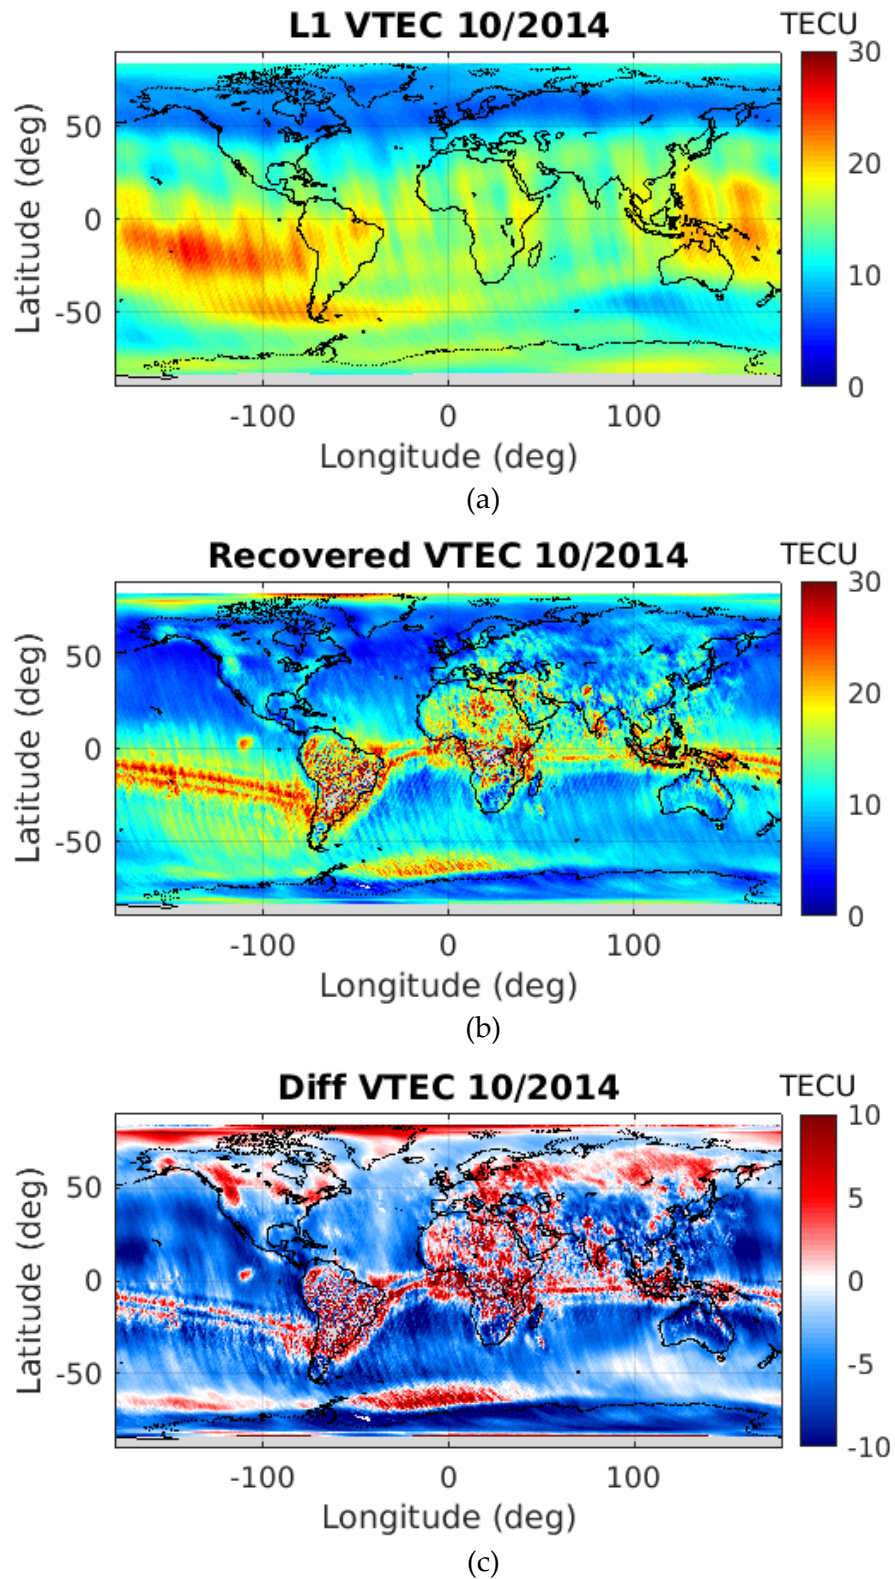 L1 VTEC 10/2014 TECU
30
20
10
0
50
0
-50
Latitude (deg)
-100 0 100
Longitude (deg)
(a)
Recovered VTEC 10/2014 TECU
30
20
10
0
50
0
-50
Latitude (deg)
-100 0 100
Longitude (deg)
(b)
Diff VTEC 10/2014 TECU
10
5
0
-5
-10
50
0
-50
Latitude (deg)
-100 0 100
Longitude (deg)
(c)